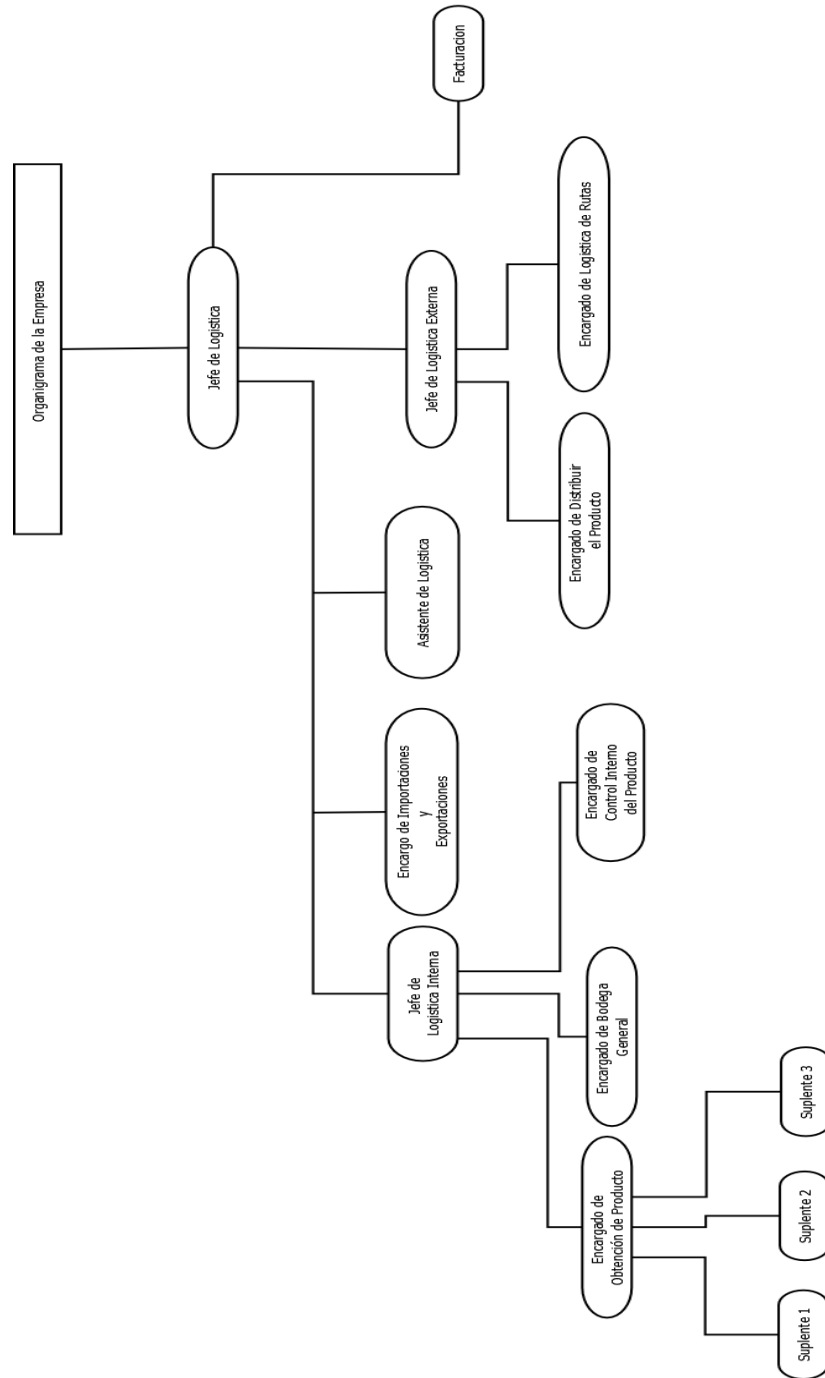 Organigrama de la Empresa
Jefe de Logistica
Jefe de
Logistica Interna
Encargo de Importaciones
y
Exportaciones
Asistente de Logistica
Jefe de Logistica Externa
Facturacion
Encargado de
Obtención de Producto
Encargado de Bodega
General
Encargado de
Control Interno
del Producto
Encargado de Distribuir
el Producto
Encargado de Logistica de Rutas
Suplente 1
Suplente 2
Suplente 3